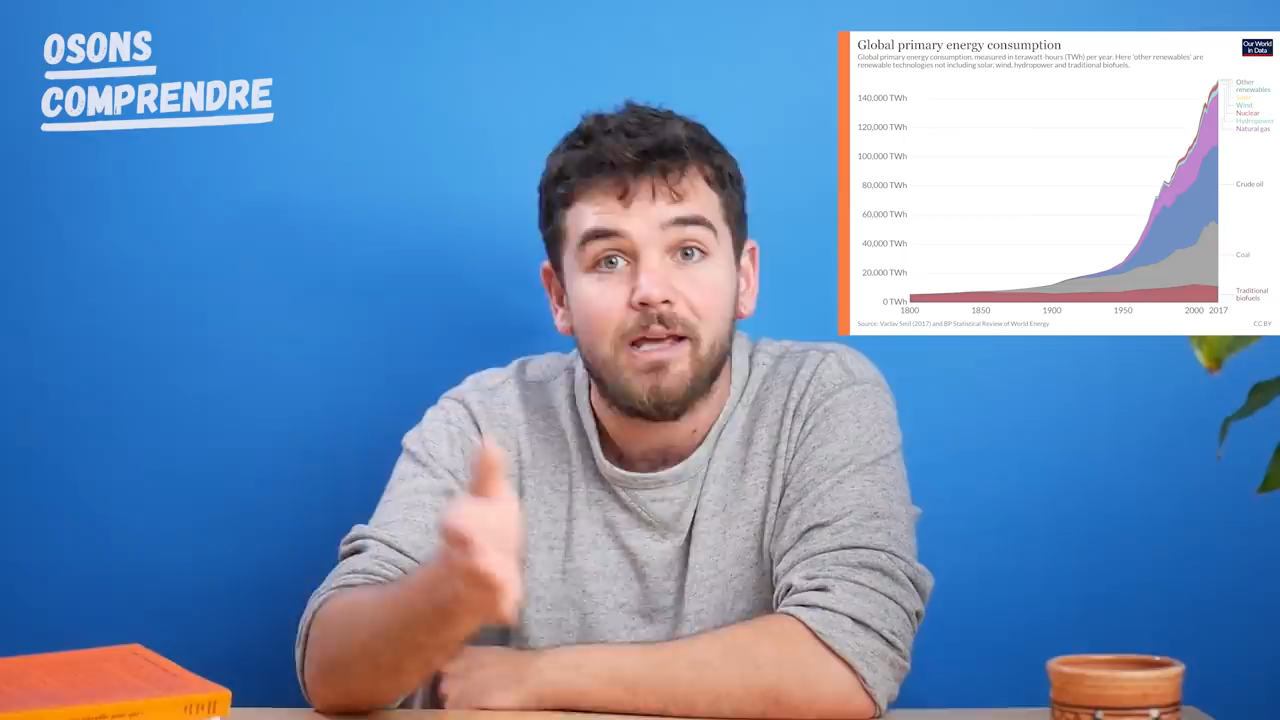 OSONS
COMPRENDRE
Global primary energy consumption
Global primary energy consumption, measured in terawatt-hours (TWh) per year. Here 'other renewables' are
renewable technologies not including solar, wind, hydropower and traditional biofuels.
Our World
in Data
140,000 TWh
120,000 TWh
100,000 TWh
80,000 TWh
60,000 TWh
40,000 TWh
20,000 TWh
0 TWh
1800
1850
1900
1950
2000
2017
Other
renewables
Solar
Wind
Nuclear
Hydropower
Natural gas
Crude oil
Coal
Traditional
biofuels
Source: Vaclav Smil (2017) and BP Statistical Review of World Energy
CC BY